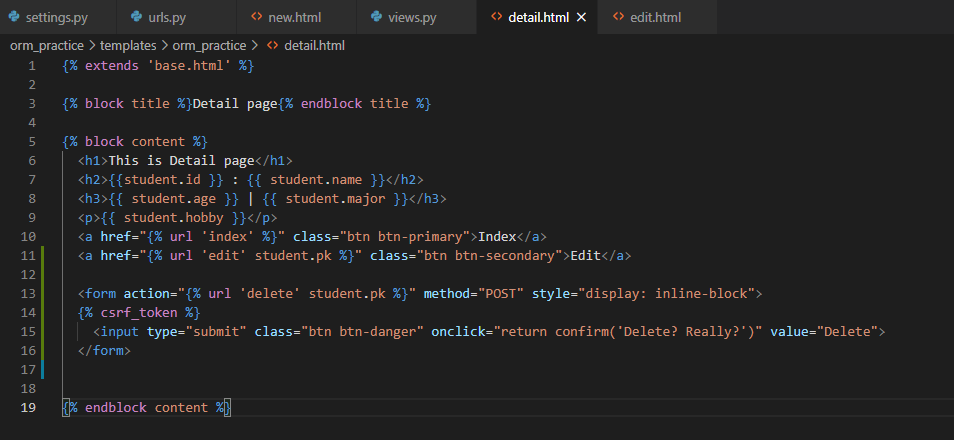 settings.py urls.py new.html views.py detail.html edit.html
orm_practice > templates > orm_practice > detail.html
1 {% extends 'base.html' %}
2
3 {% block title %}Detail page{% endblock title %}
4
5 {% block content %}
6 <h1>This is Detail page</h1>
7 <h2>{{student.id }} : {{ student.name }}</h2>
8 <h3>{{ student.age }} | {{ student.major }}</h3>
9 <p>{{ student.hobby }}</p>
10 <a href="{% url 'index' %}" class="btn btn-primary">Index</a>
11 <a href="{% url 'edit' student.pk %}" class="btn btn-secondary">Edit</a>
12
13 <form action="{% url 'delete' student.pk %}" method="POST" style="display: inline-block">
14 {% csrf_token %}
15 <input type="submit" class="btn btn-danger" onclick="return confirm('Delete? Really?')" value="Delete">
16 </form>
17
18
19 {% endblock content %}